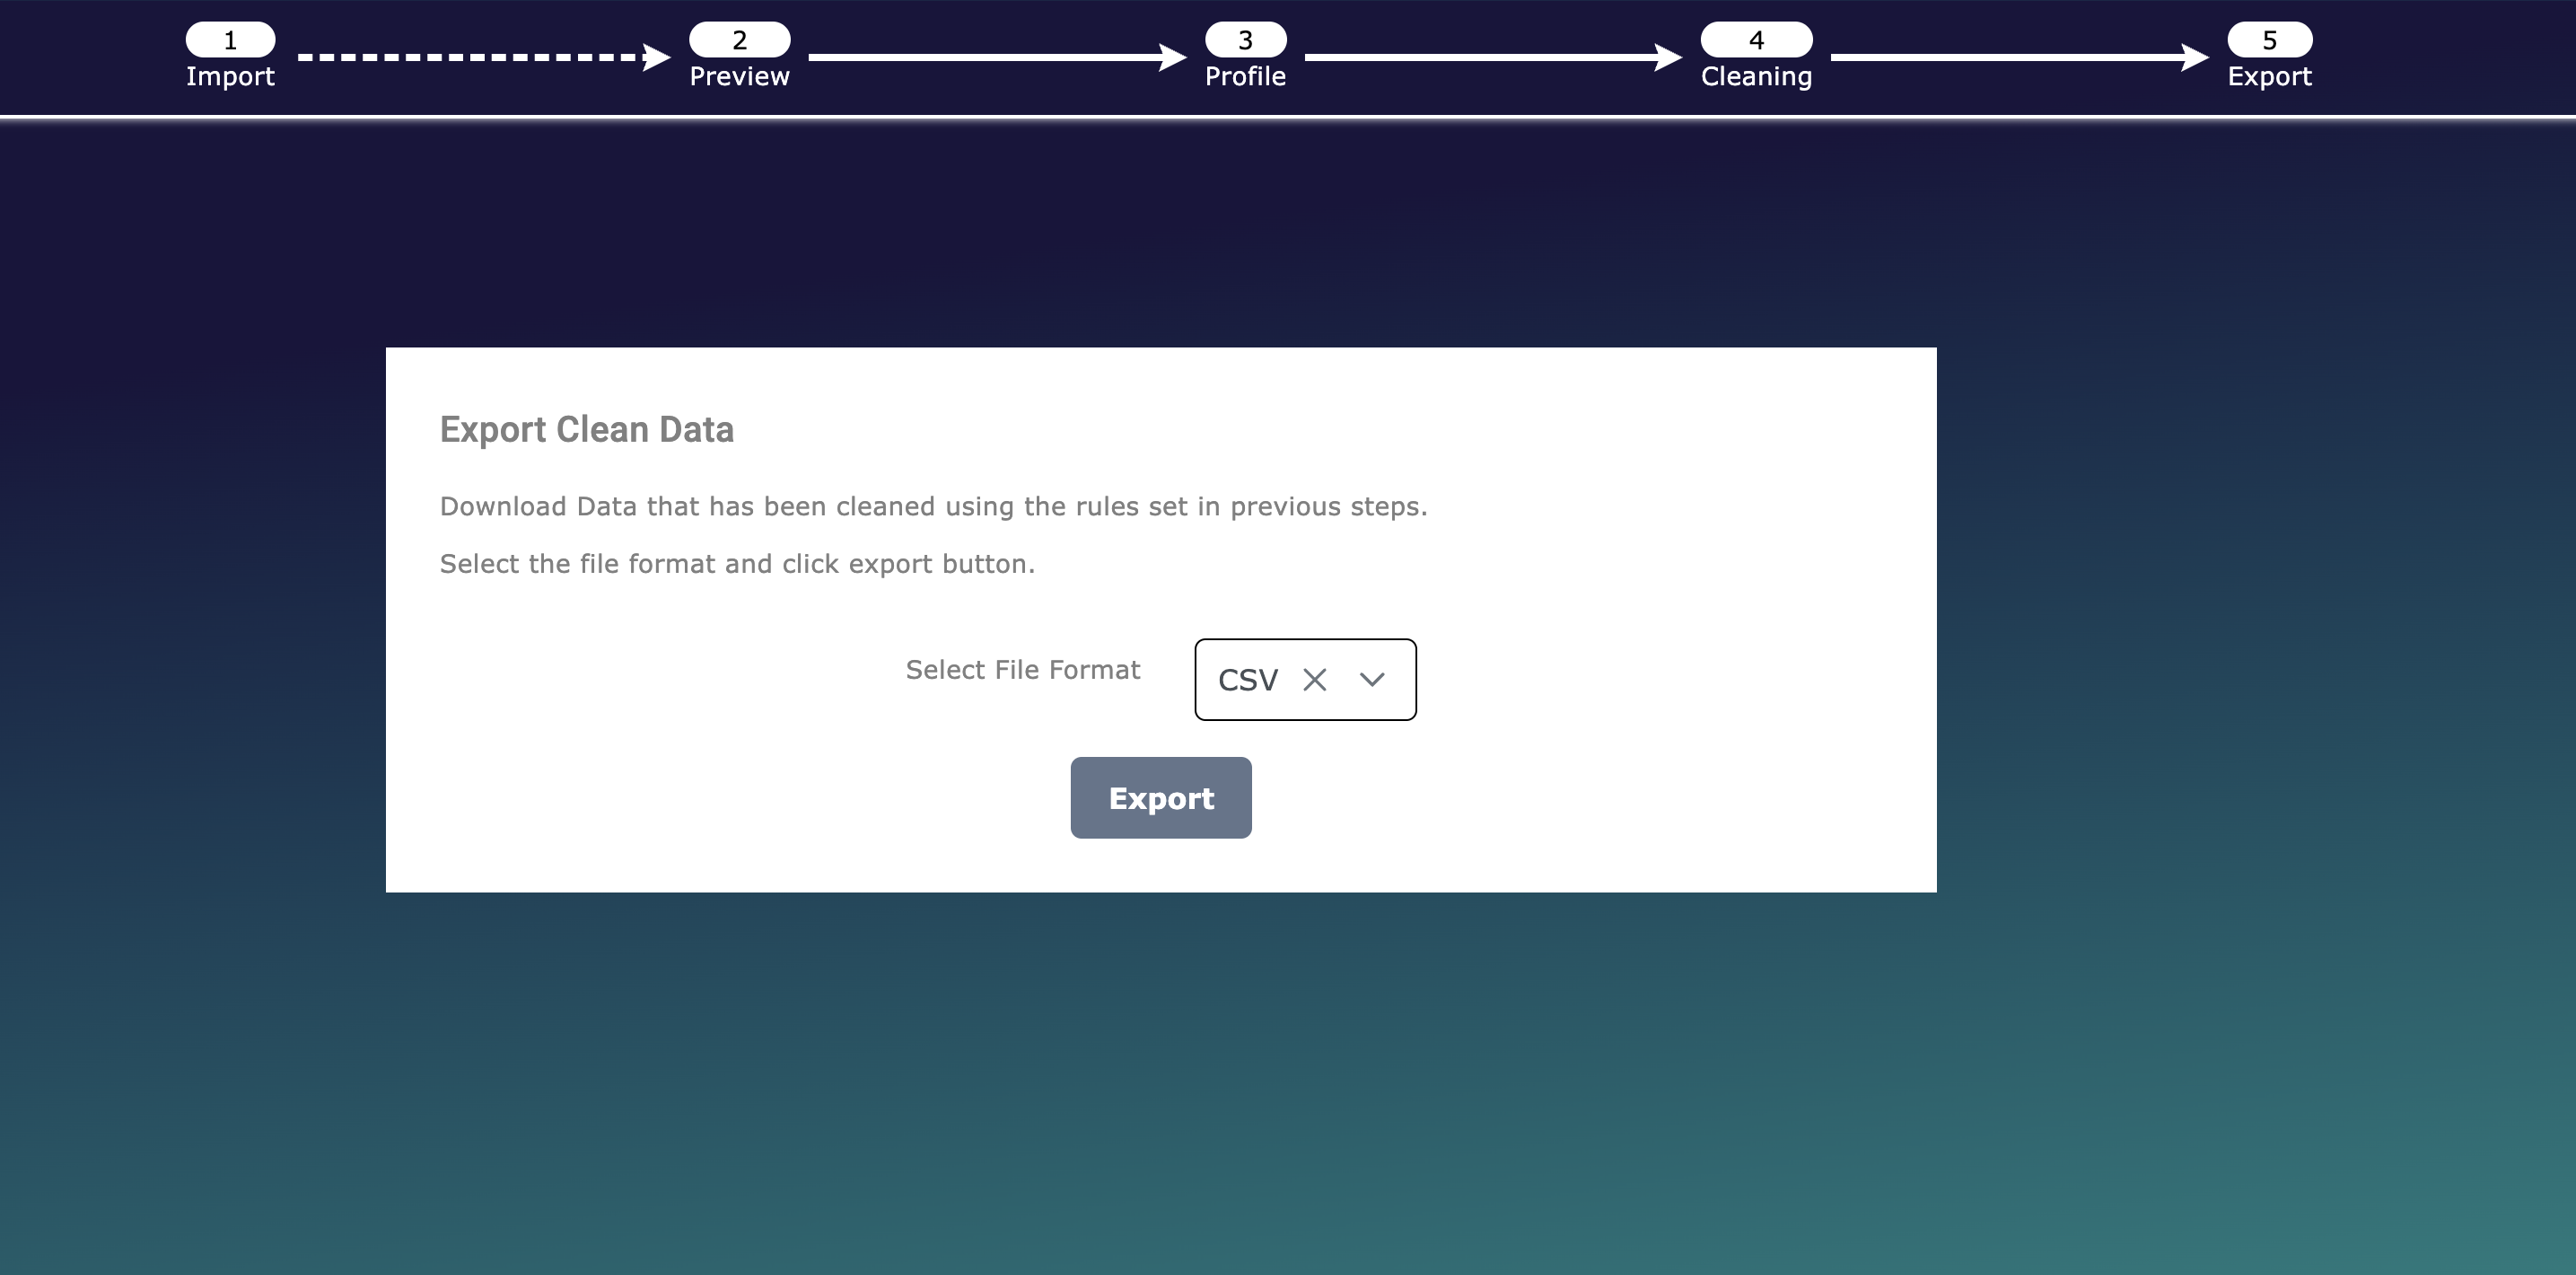 1
Import
2
Preview
3
Profile
4
Cleaning
5
Export
Export Clean Data
Download Data that has been cleaned using the rules set in previous steps.
Select the file format and click export button.
Select File Format
CSV
Export